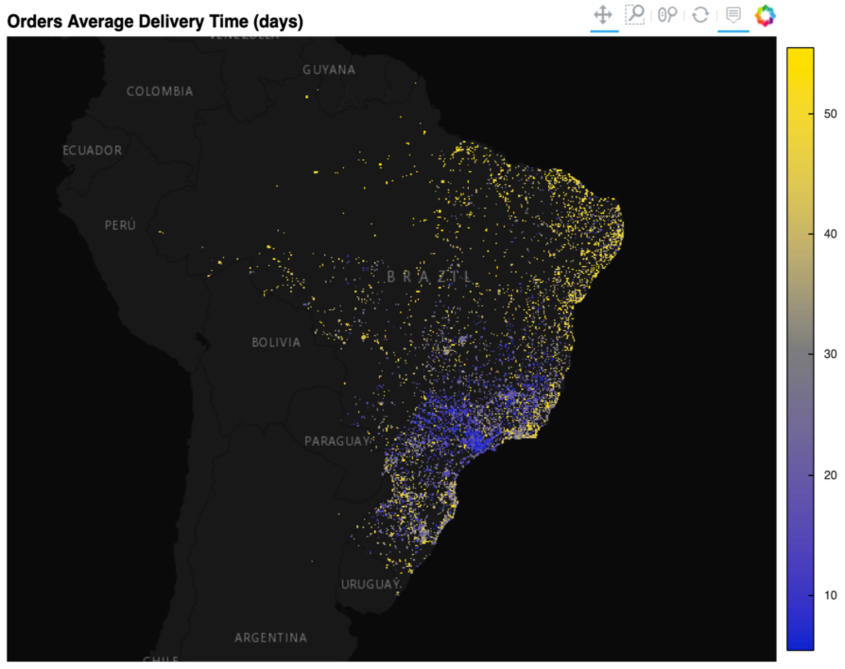 Orders Average Delivery Time (days)
VENEZUELA
GUYANA
COLOMBIA
ECUADOR
PERÚ
BRAZIL
BOLIVIA
PARAGUAY
URUGUAY
ARGENTINA
CHILE
50
40
30
20
10